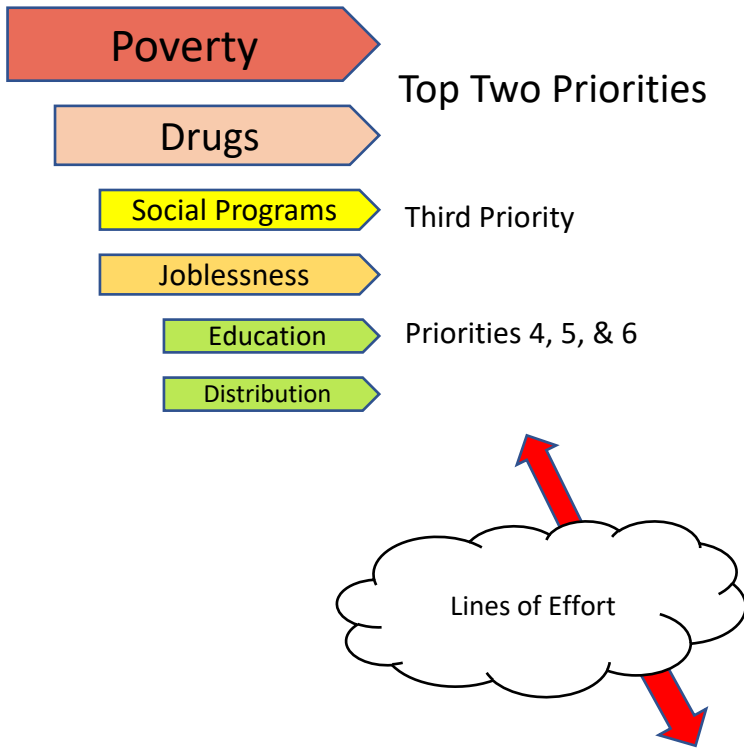 Poverty
Top Two Priorities
Drugs
Social Programs
Third Priority
Joblessness
Education
Priorities 4, 5, & 6
Distribution
Lines of Effort